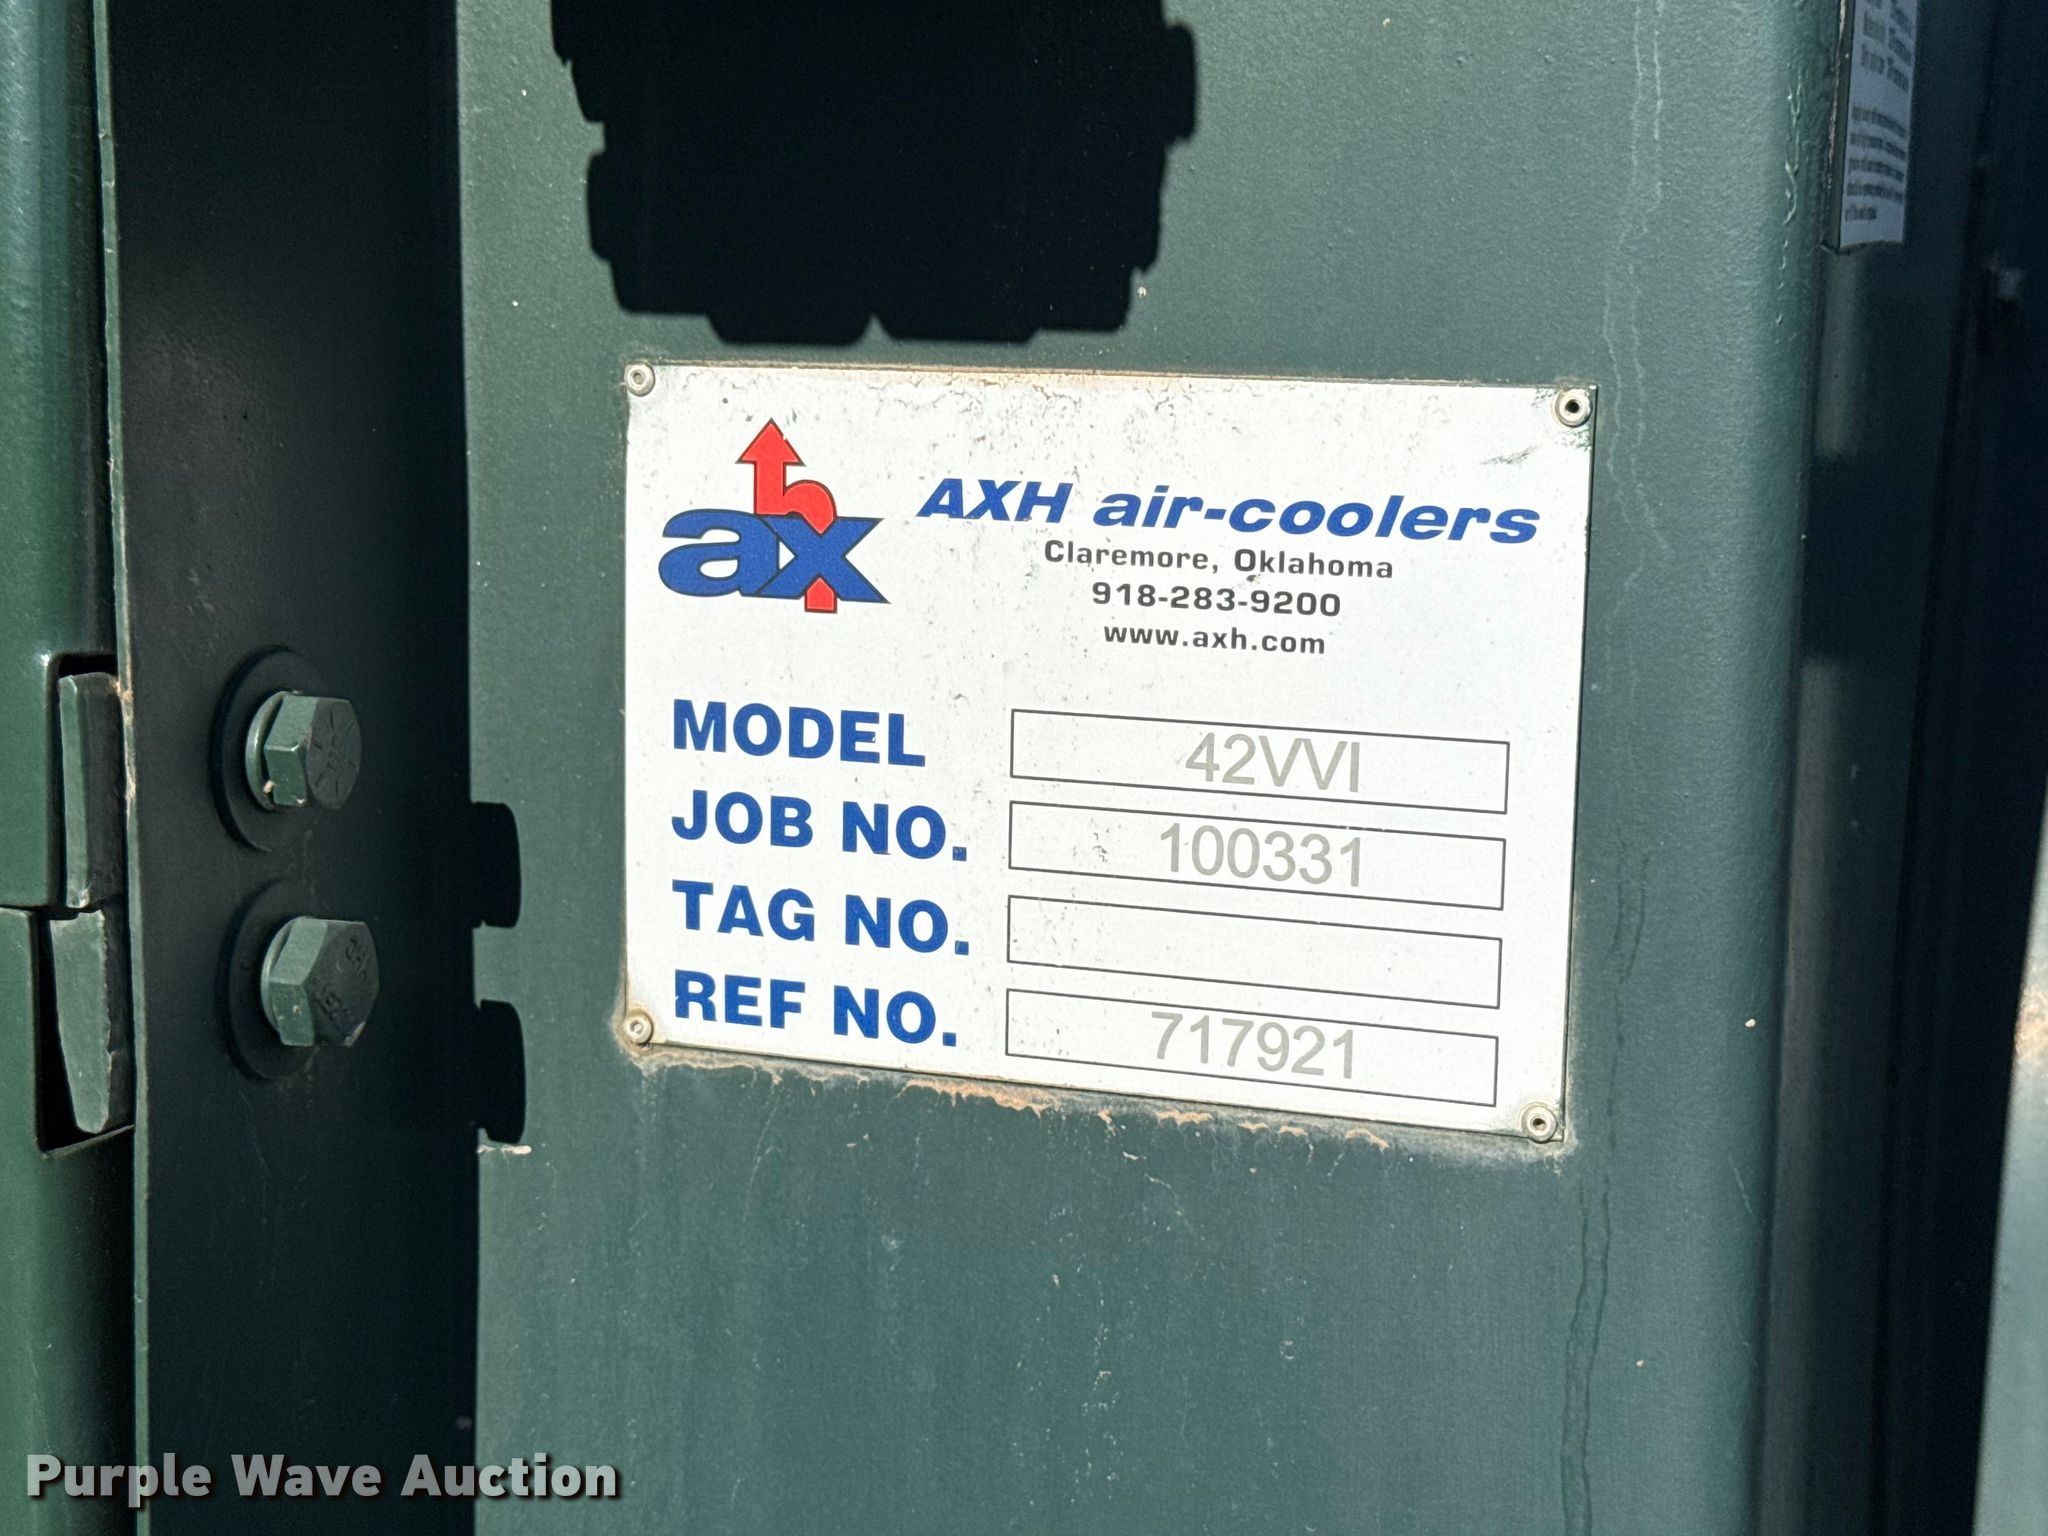 axh
AXH air-coolers
Claremore, Oklahoma
918-283-9200
www.axh.com
MODEL 42VVI
JOB NO. 100331
TAG NO.
REF NO. 717921
Purple Wave Auction